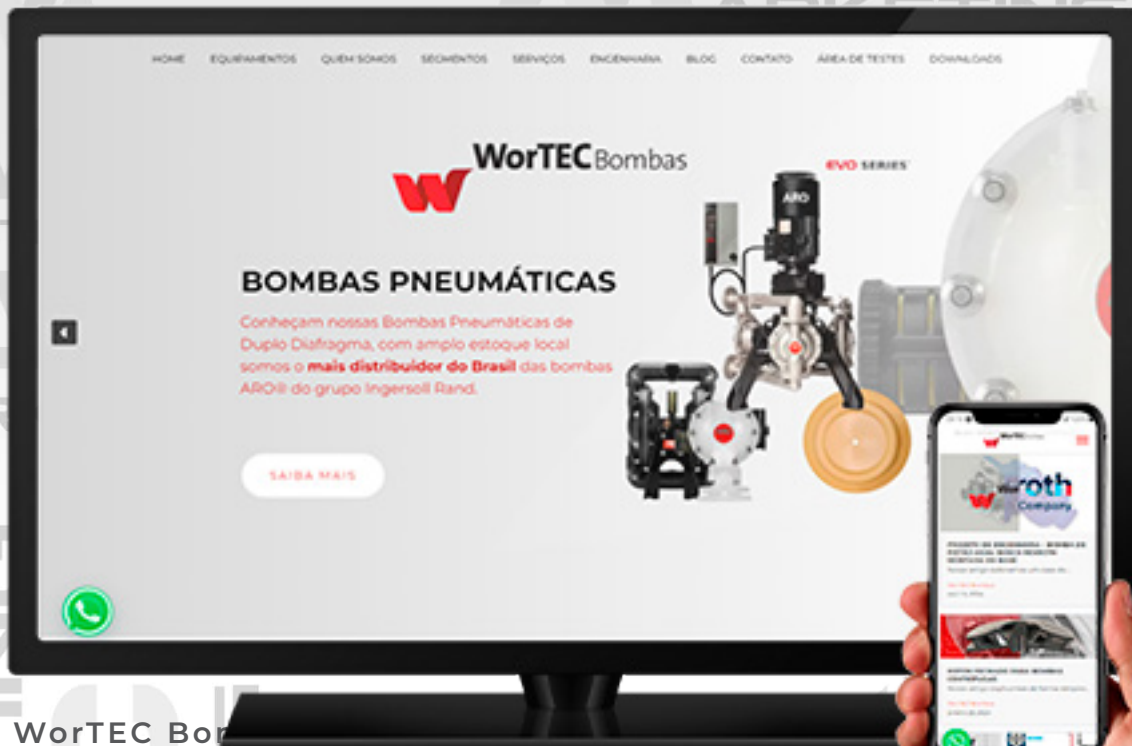 HOME EQUIPAMENTOS QUEM SOMOS SEGMENTOS SERVIÇOS ENGENHARIA BLOG CONTATO ÁREA DE TESTES DOWNLOADS
WorTEC Bombas
EVO SERIES
ARO
BOMBAS PNEUMÁTICAS
Conheçam nossas Bombas Pneumáticas de
Duplo Diafragma, com amplo estoque local
somos o mais distribuidor do Brasil das bombas
ARO® do grupo Ingersoll Rand.
SAIBA MAIS
roth
Company
WorTEC